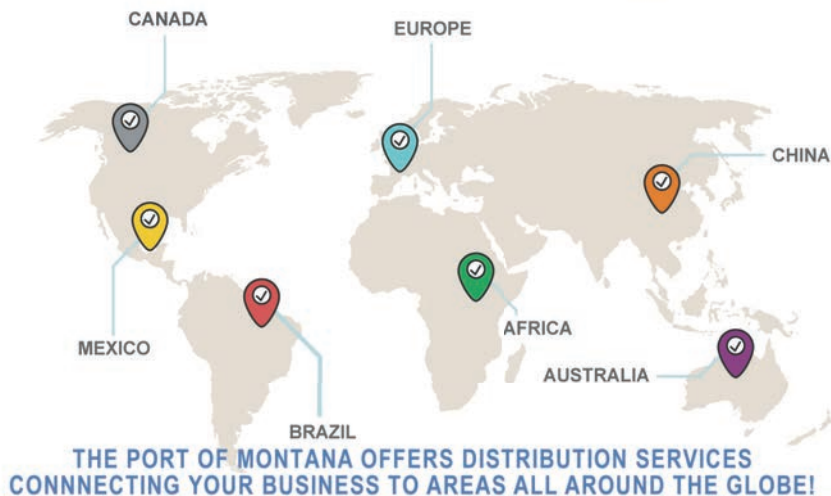 CANADA
EUROPE
CHINA
MEXICO
AFRICA
AUSTRALIA
BRAZIL
THE PORT OF MONTANA OFFERS DISTRIBUTION SERVICES
CONNNECTING YOUR BUSINESS TO AREAS ALL AROUND THE GLOBE!